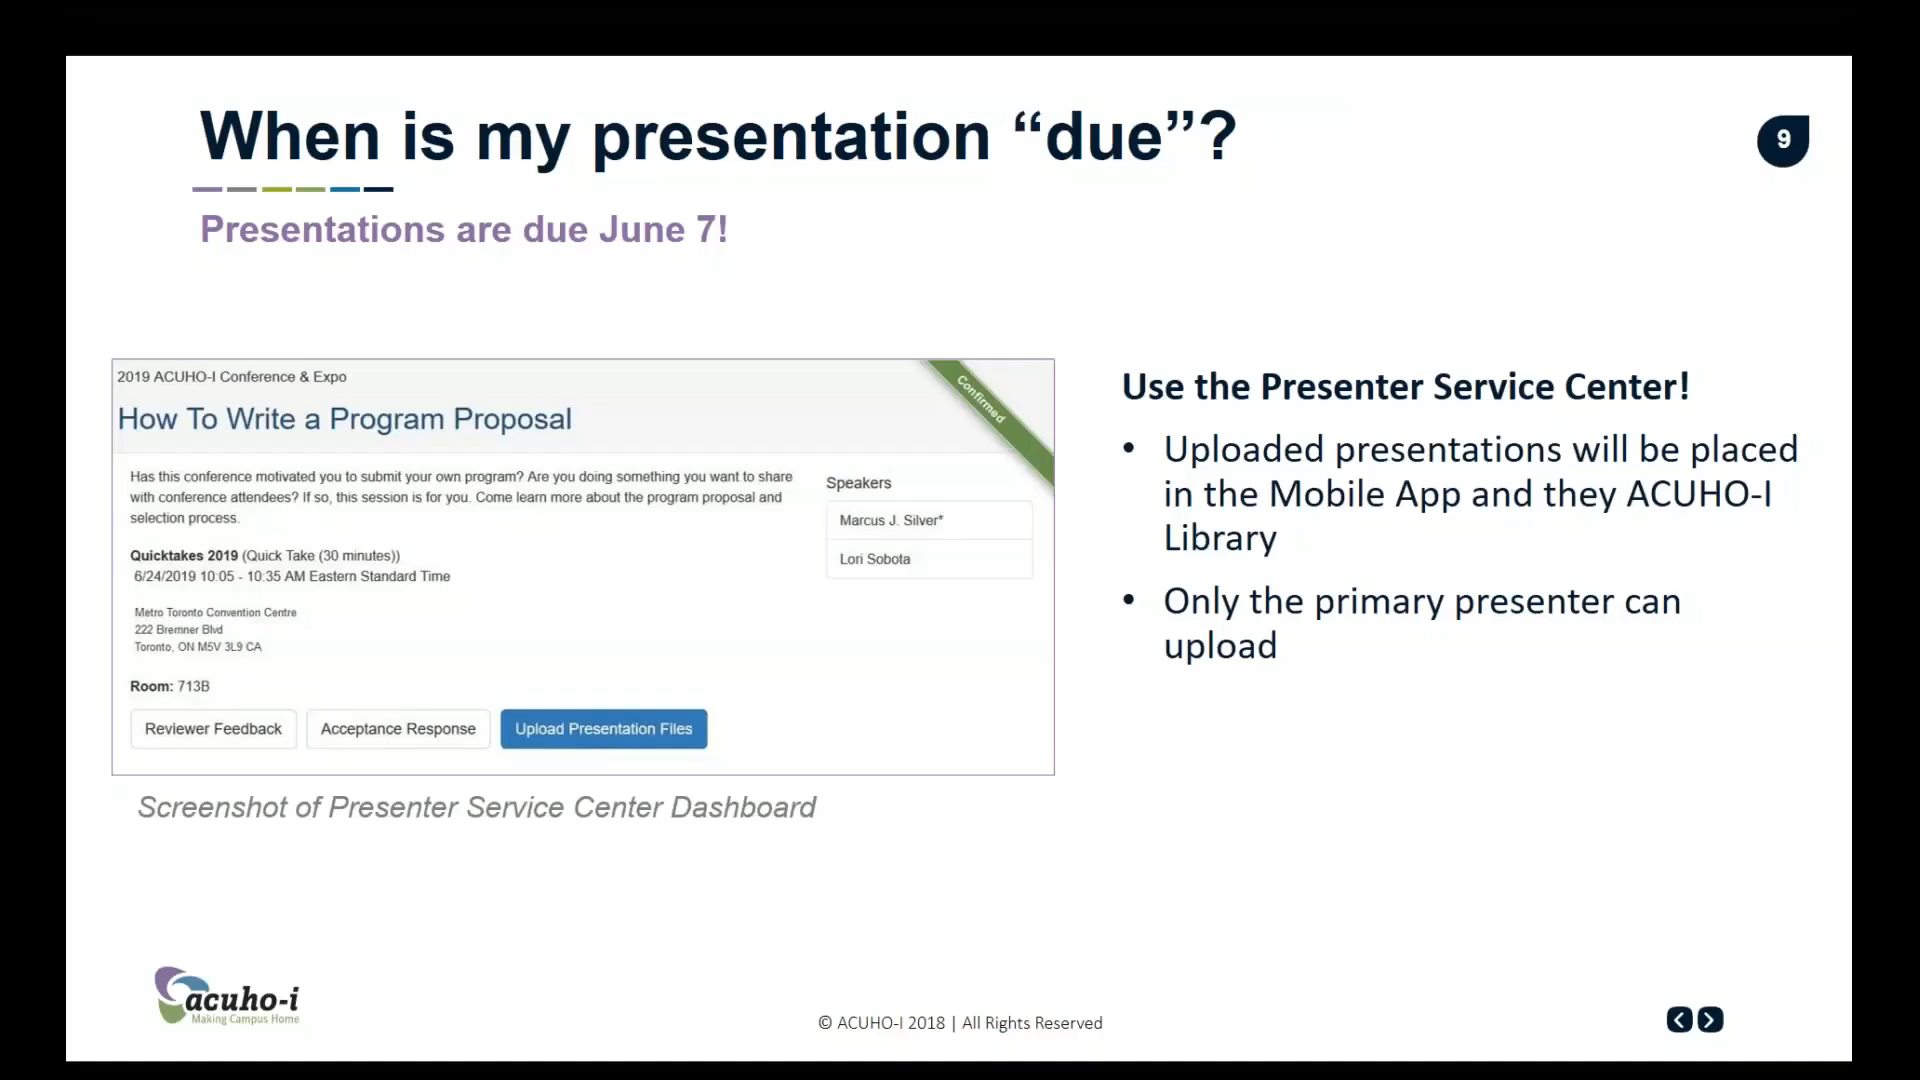 When is my presentation “due”?
9
Presentations are due June 7!
2019 ACUHO-I Conference & Expo
Confirmed
How To Write a Program Proposal
Has this conference motivated you to submit your own program? Are you doing something you want to share
with conference attendees? If so, this session is for you. Come learn more about the program proposal and
selection process.
Quicktakes 2019 (Quick Take (30 minutes))
6/24/2019 10:05 - 10:35 AM Eastern Standard Time
Metro Toronto Convention Centre
222 Bremner Blvd
Toronto, ON M5V 3L9 CA
Room: 713B
Reviewer Feedback
Acceptance Response
Upload Presentation Files
Speakers
Marcus J. Silver*
Lori Sobota
Screenshot of Presenter Service Center Dashboard
Use the Presenter Service Center!
• Uploaded presentations will be placed
in the Mobile App and they ACUHO-I
Library
• Only the primary presenter can
upload
acuho-i
Making Campus Home
© ACUHO-I 2018 | All Rights Reserved